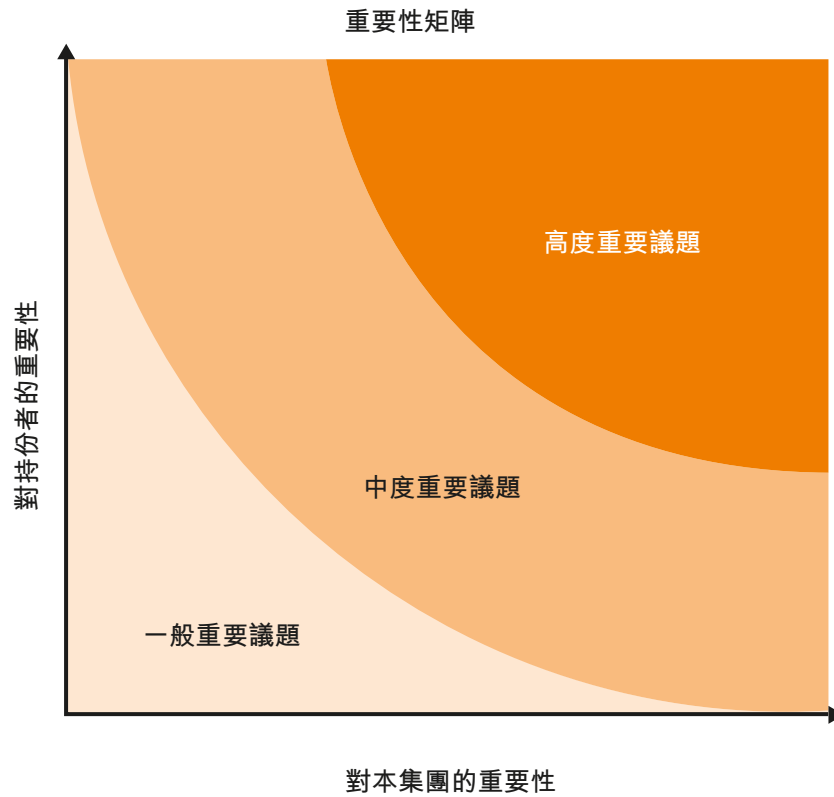 重要性矩陣
高度重要議題
對持份者的重要性
中度重要議題
一般重要議題
對本集團的重要性